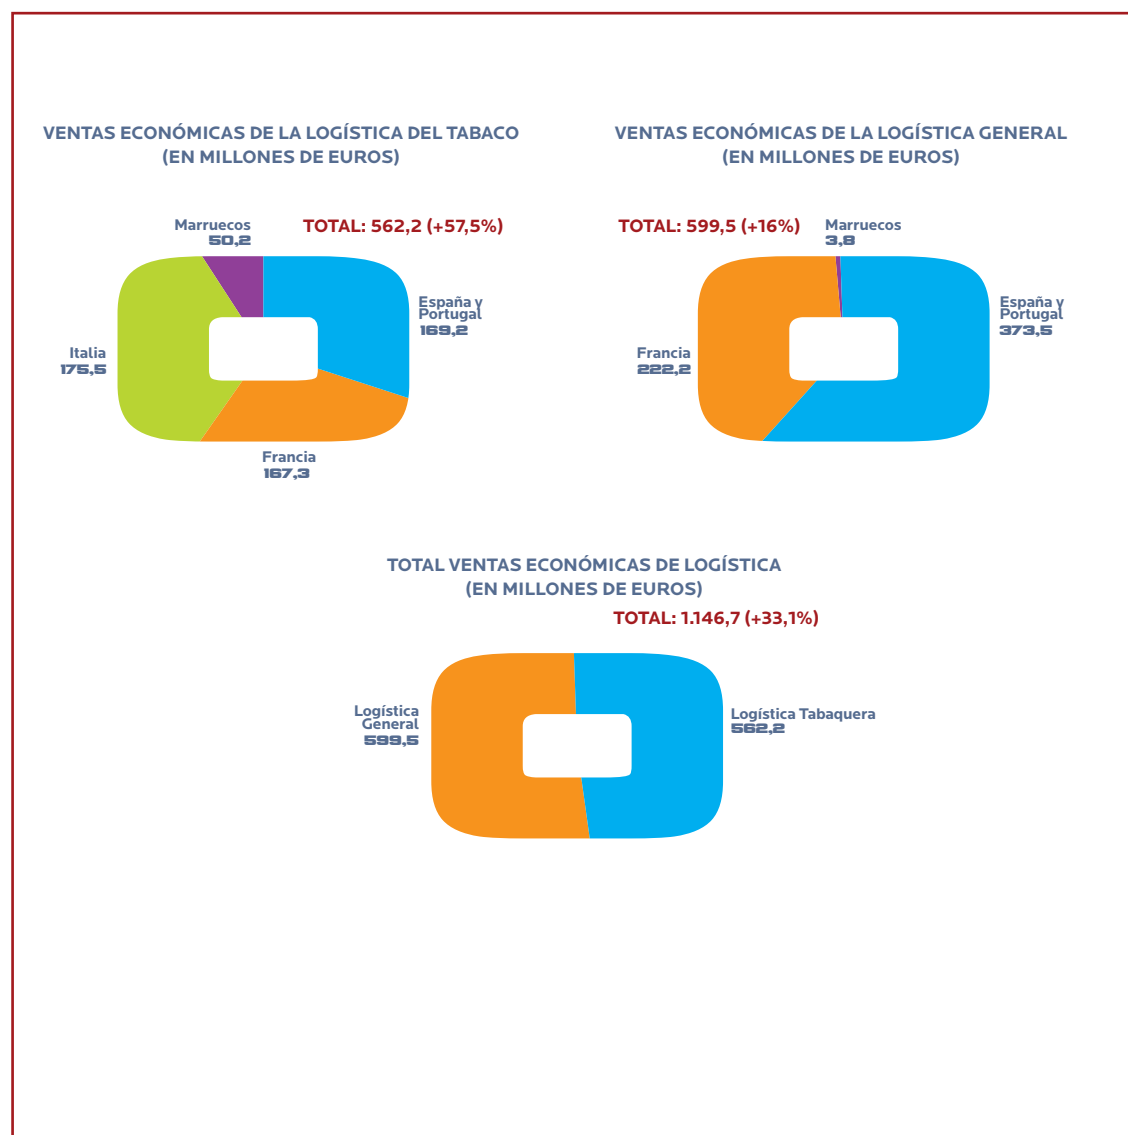 VENTAS ECONÓMICAS DE LA LOGÍSTICA DEL TABACO
(EN MILLONES DE EUROS)
TOTAL: 562,2 (+57,5%)
Marruecos
50,2
España y
Portugal
169,2
Italia
175,5
Francia
167,3
VENTAS ECONÓMICAS DE LA LOGÍSTICA GENERAL
(EN MILLONES DE EUROS)
TOTAL: 599,5 (+16%)
Marruecos
3,8
España y
Portugal
373,5
Francia
222,2
TOTAL VENTAS ECONÓMICAS DE LOGÍSTICA
(EN MILLONES DE EUROS)
TOTAL: 1.146,7 (+33,1%)
Logística
General
599,5
Logística Tabaquera
562,2